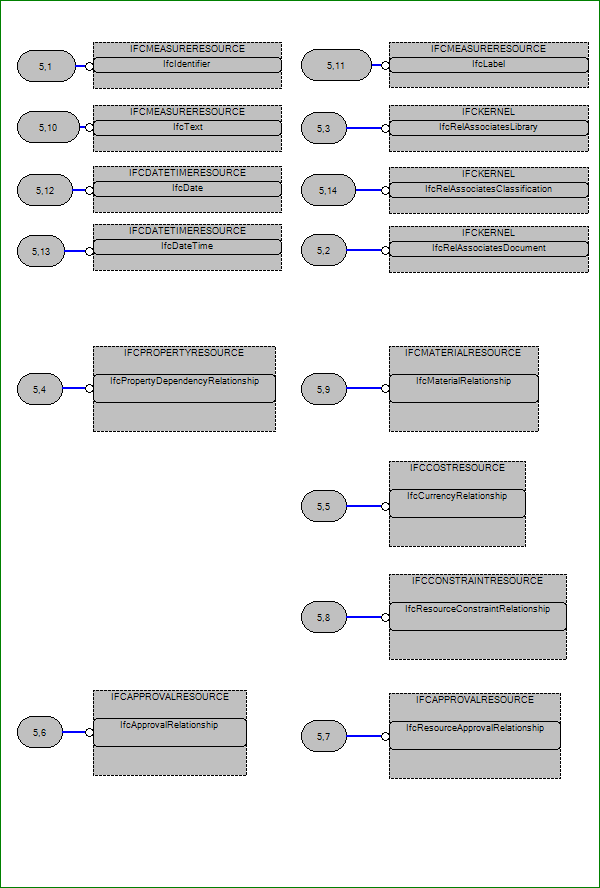 IFCMEASURERESOURCE
5,1
IfcIdentifier
IFCMEASURERESOURCE
5,11
IfcLabel
IFCMEASURERESOURCE
5,10
IfcText
IFCKERNEL
5,3
IfcRelAssociatesLibrary
IFCDATETIMERESOURCE
5,12
IfcDate
IFCKERNEL
5,14
IfcRelAssociatesClassification
IFCDATETIMERESOURCE
5,13
IfcDateTime
IFCKERNEL
5,2
IfcRelAssociatesDocument
IFCPROPERTYRESOURCE
5,4
IfcPropertyDependencyRelationship
IFCMATERIALRESOURCE
5,9
IfcMaterialRelationship
IFCCOSTRESOURCE
5,5
IfcCurrencyRelationship
IFCCONSTRAINTRESOURCE
5,8
IfcResourceConstraintRelationship
IFCAPPROVALRESOURCE
5,6
IfcApprovalRelationship
IFCAPPROVALRESOURCE
5,7
IfcResourceApprovalRelationship